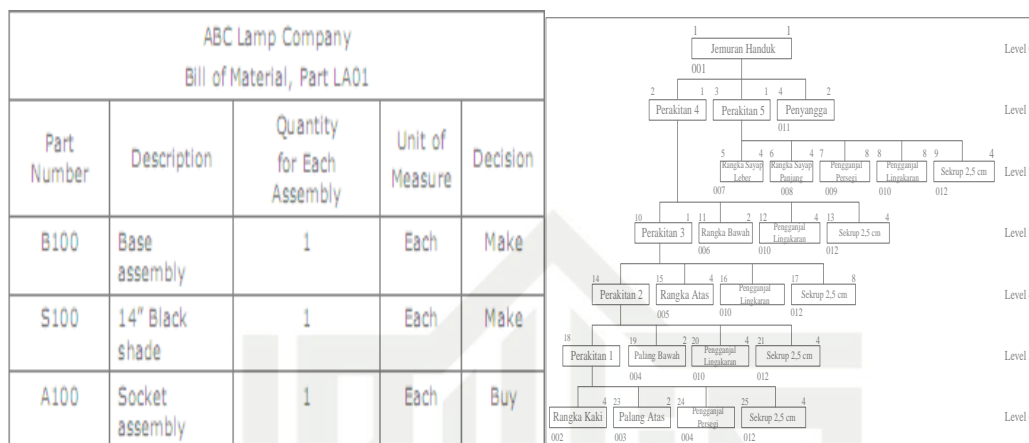 ABC Lamp Company
Bill of Material, Part LA01
Part Number
Description
Quantity for Each Assembly
Unit of Measure
Decision
B100 Base assembly 1 Each Make
S100 14" Black shade 1 Each Make
A100 Socket assembly 1 Each Buy
1 1
Jemuran Handuk
001
Level
2 1 3 1 4 2
Perakitan 4 Perakitan 5 Penyangga
011
Level
5 4 6 4 7 8 8 8 9 4
Rangka Sayap Leber
Rangka Sayap Panjang
Pengganjal Persegi
Pengganjal Lingakaran
Sekrup 2,5 cm
007 008 009 010 012
Level
10 1 11 2 12 4 13 4
Perakitan 3
Rangka Bawah
Pengganjal Lingakaran
Sekrup 2,5 cm
006 010 012
Level
14 15 4 16 17 8
Perakitan 2
Rangka Atas
Pengganjal Lingkaran
Sekrup 2,5 cm
005 010 012
Level
18 19 2 20 4 21 4
Perakitan 1
Palang Bawah
Pengganjal Lingakaran
Sekrup 2,5 cm
004 010 012
Level
4 23 2 24 25 4
Rangka Kaki
Palang Atas
Pengganjal Persegi
Sekrup 2,5 cm
002 003 004 012
Level